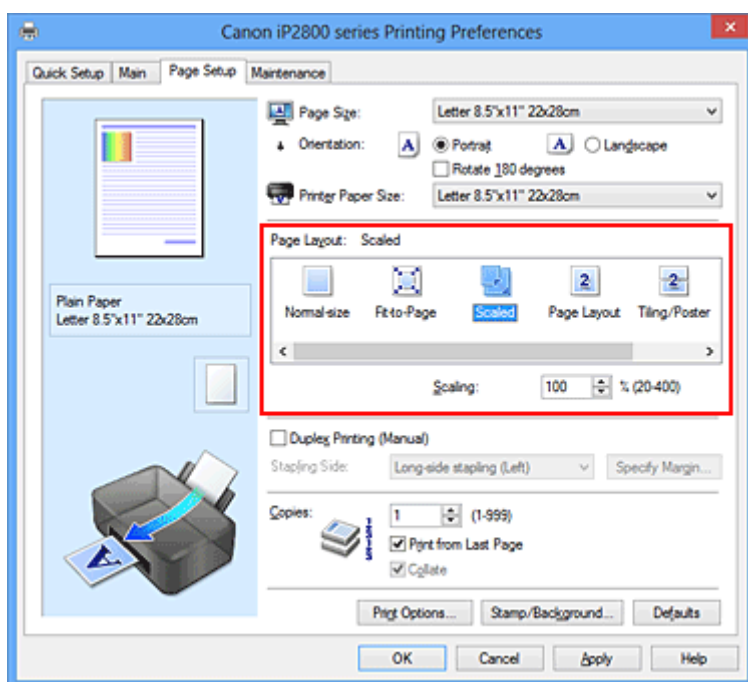 Canon iP2800 series Printing Preferences
Quick Setup Main Page Setup Maintenance
Page Size: Letter 8.5"x11" 22x28cm
Orientation: A Portrait A Landscape
Rotate 180 degrees
Printer Paper Size: Letter 8.5"x11" 22x28cm
Page Layout: Scaled
2 2
Normal-size Fit-to-Page Scaled Page Layout Tiling/Poster
Scaling: 100 % (20-400)
Plain Paper
Letter 8.5"x11" 22x28cm
Duplex Printing (Manual)
Stapling Side: Long-side stapling (Left) Specify Margin...
Copies: 1 (1-999)
Print from Last Page
Collate
A
Print Options... Stamp/Background... Defaults
OK Cancel Apply Help